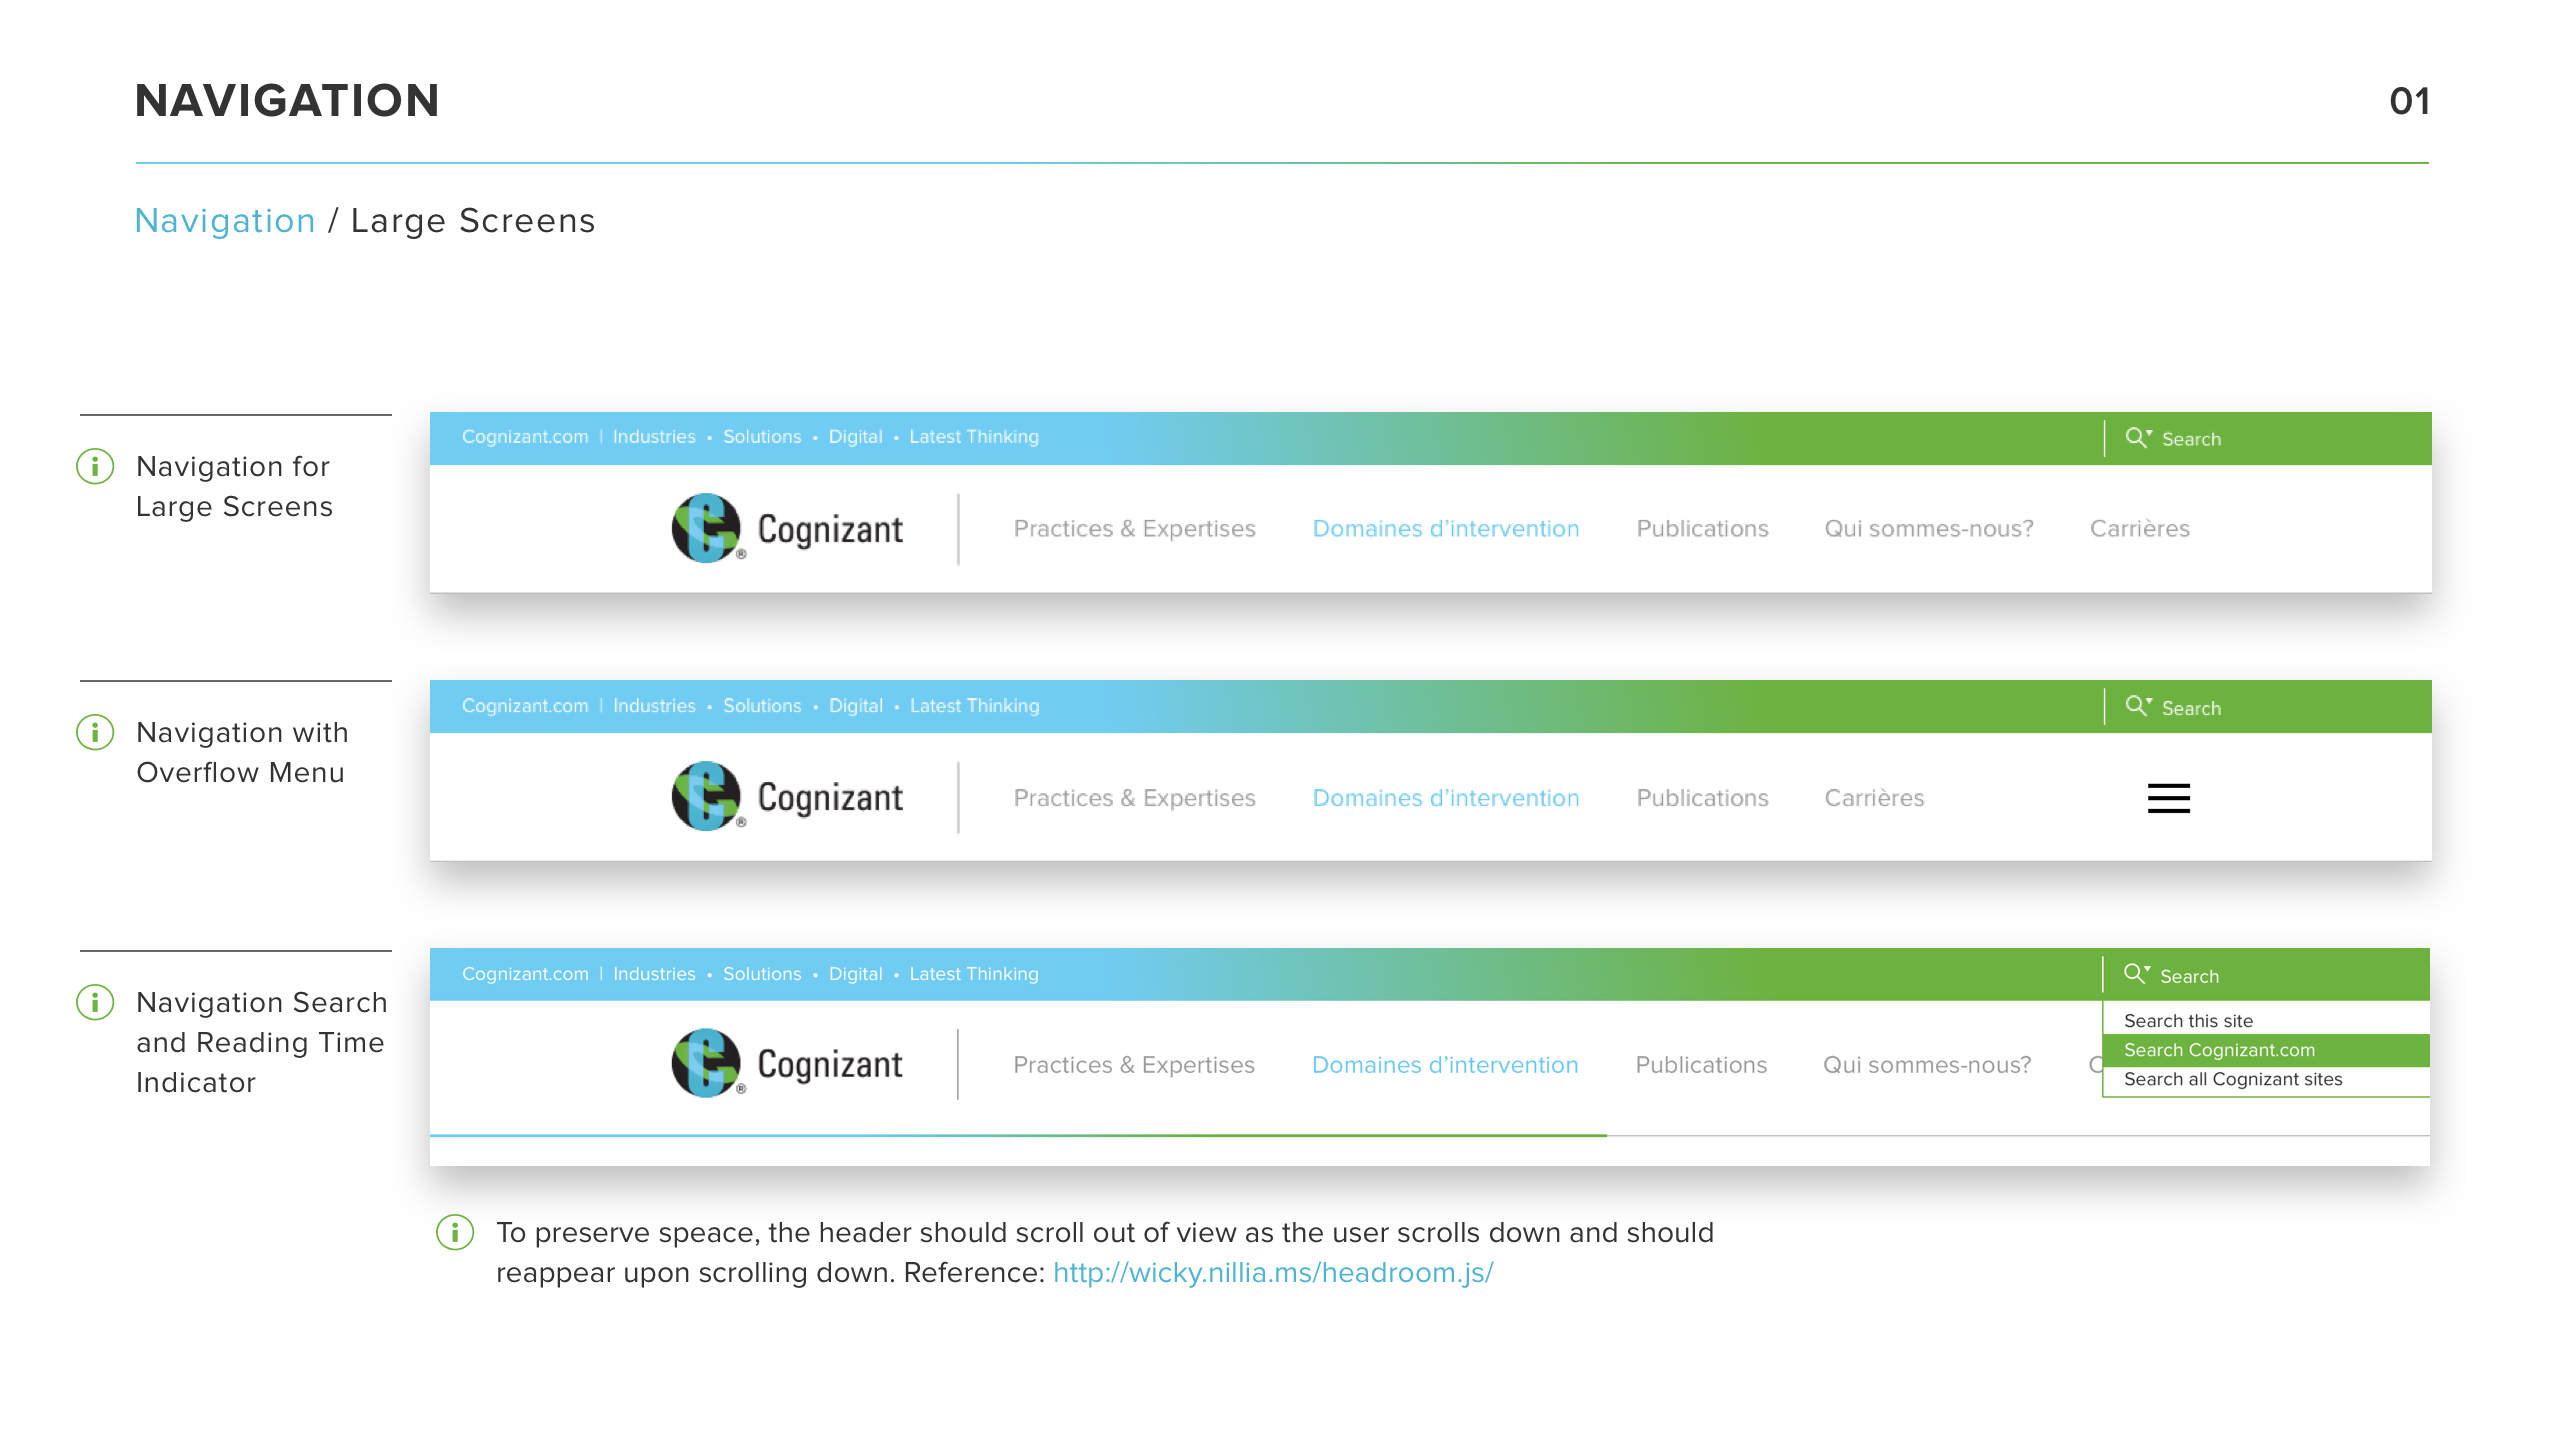 NAVIGATION
01
Navigation / Large Screens
Navigation for
Large Screens
Cognizant.com | Industries • Solutions • Digital • Latest Thinking
Search
Cognizant
Practices & Expertises Domaines d’intervention Publications Qui sommes-nous? Carrières
Navigation with
Overflow Menu
Cognizant.com | Industries • Solutions • Digital • Latest Thinking
Search
Cognizant
Practices & Expertises Domaines d’intervention Publications Carrières
Navigation Search
and Reading Time
Indicator
Cognizant.com | Industries • Solutions • Digital • Latest Thinking
Search
Search this site
Search Cognizant.com
Search all Cognizant sites
Cognizant
Practices & Expertises Domaines d’intervention Publications Qui sommes-nous?
To preserve speace, the header should scroll out of view as the user scrolls down and should
reappear upon scrolling down. Reference: http://wicky.nillia.ms/headroom.js/